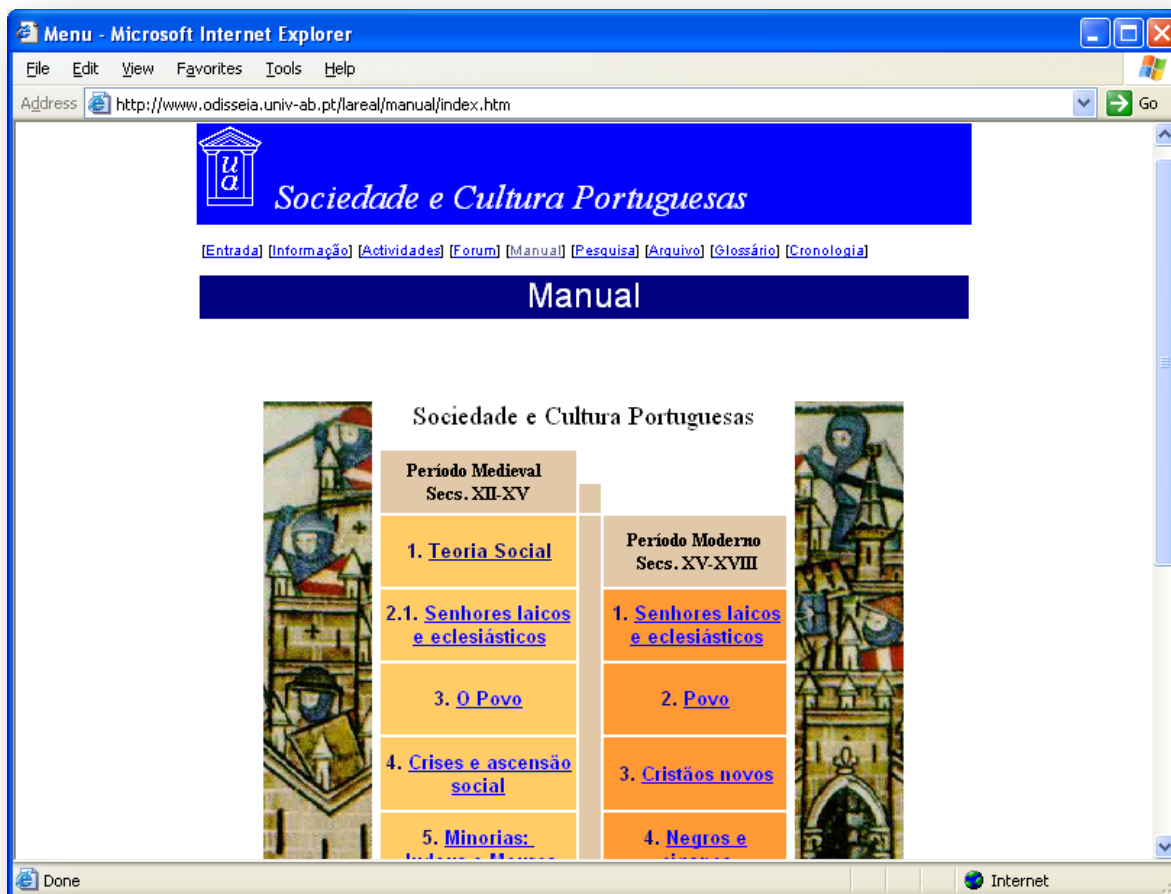 Menu - Microsoft Internet Explorer
File Edit View Favorites Tools Help
Address http://www.odisseia.univ-ab.pt/lareal/manual/index.htm Go
ua
Sociedade e Cultura Portuguesas
[Entrada] [Informação] [Actividades] [Forum] [Manual] [Pesquisa] [Arquivo] [Glossário] [Cronologia]
Manual
Sociedade e Cultura Portuguesas
Período Medieval
Secs. XII-XV
1. Teoria Social
2.1. Senhores laicos
e eclesiásticos
3. O Povo
4. Crises e ascensão
social
5. Minorias:
Judeus e Mouros
Período Moderno
Secs. XV-XVIII
1. Senhores laicos
e eclesiásticos
2. Povo
3. Cristãos novos
4. Negros e
ciganos
Done
Internet